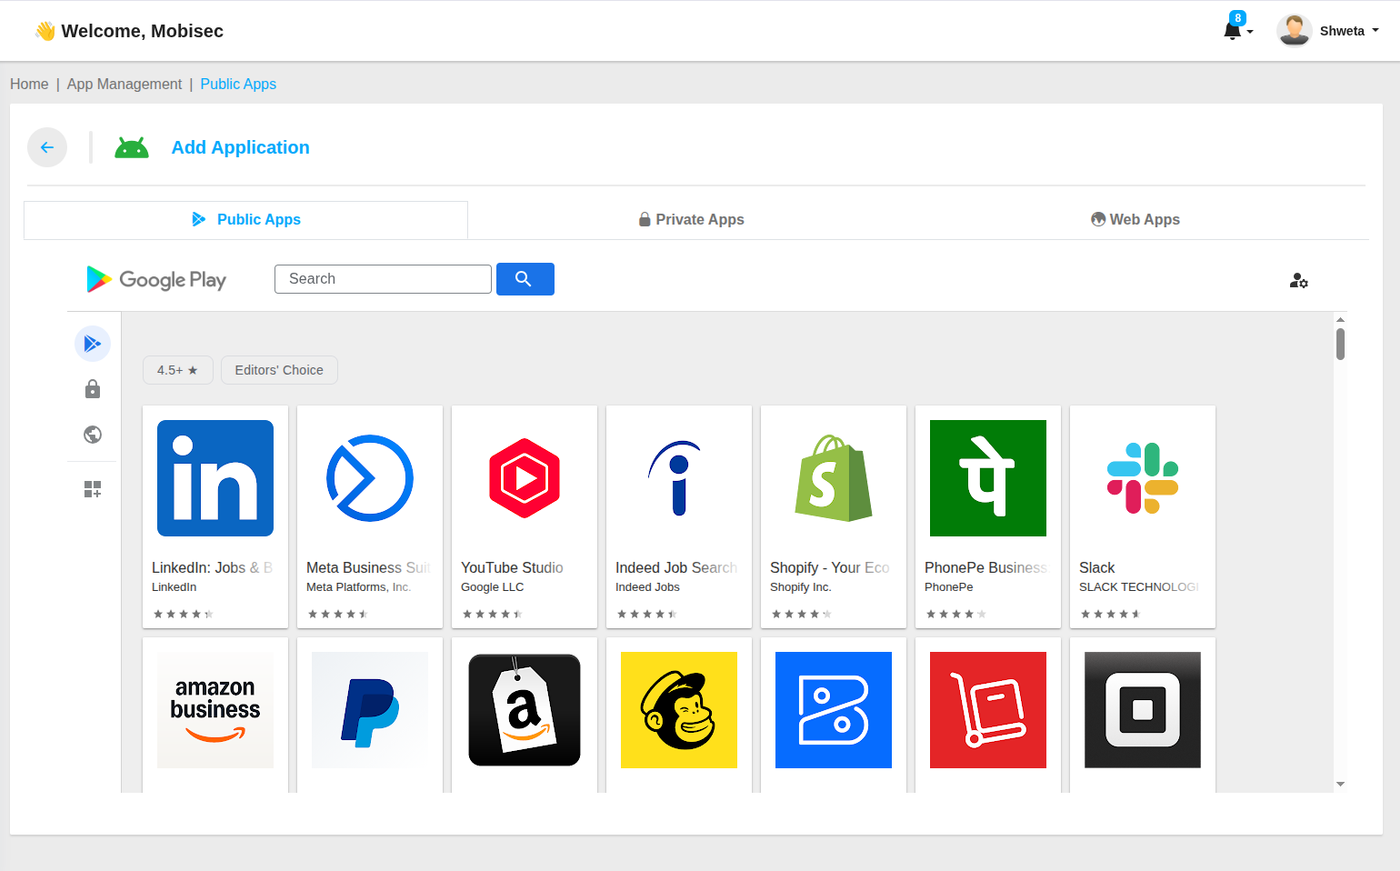 👋 Welcome, Mobisec
8
Shweta
Home | App Management | Public Apps
Add Application
Public Apps
Private Apps
Web Apps
Google Play
Search
4.5+ ★
Editors' Choice
in
S
पे
LinkedIn: Jobs & B
Meta Business Suit
YouTube Studio
Indeed Job Search
Shopify - Your Eco
PhonePe Business
Slack
LinkedIn
Meta Platforms, Inc.
Google LLC
Indeed Jobs
Shopify Inc.
PhonePe
SLACK TECHNOLOGI
amazon
business
a